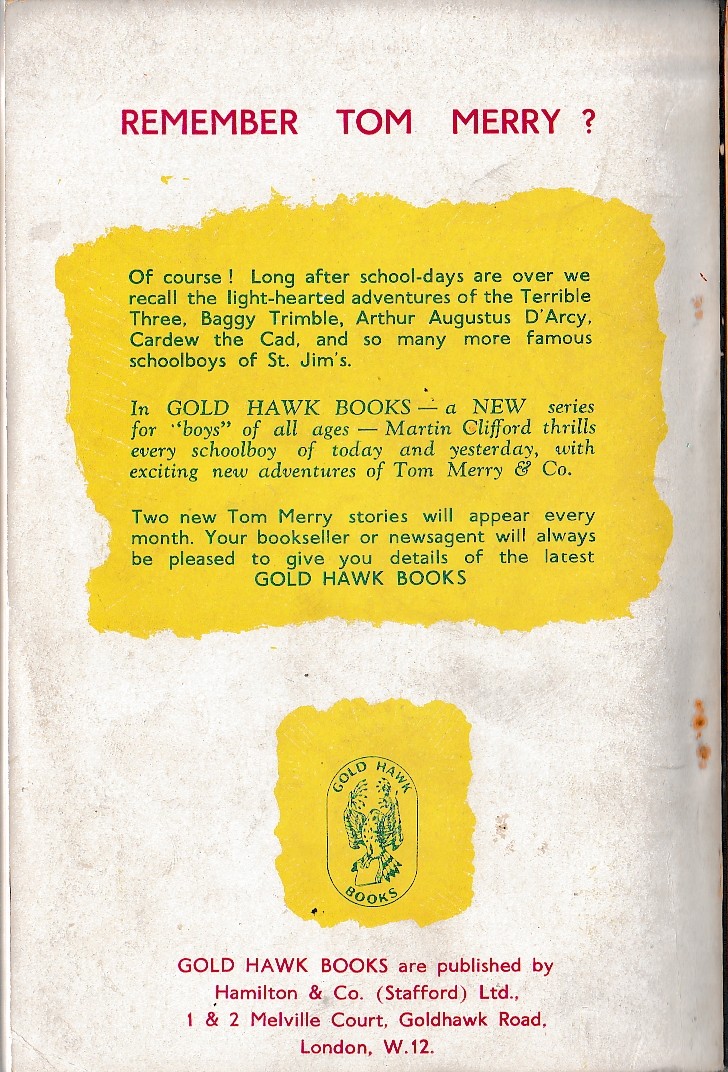 REMEMBER TOM MERRY ?
Of course ! Long after school-days are over we
recall the light-hearted adventures of the Terrible
Three, Baggy Trimble, Arthur Augustus D'Arcy,
Cardew the Cad, and so many more famous
schoolboys of St. Jim's.
In GOLD HAWK BOOKS — a NEW series
for "boys" of all ages — Martin Clifford thrills
every schoolboy of today and yesterday, with
exciting new adventures of Tom Merry & Co.
Two new Tom Merry stories will appear every
month. Your bookseller or newsagent will always
be pleased to give you details of the latest
GOLD HAWK BOOKS
GOLD HAWK
BOOKS
GOLD HAWK BOOKS are published by
Hamilton & Co. (Stafford) Ltd.,
1 & 2 Melville Court, Goldhawk Road,
London, W.12.